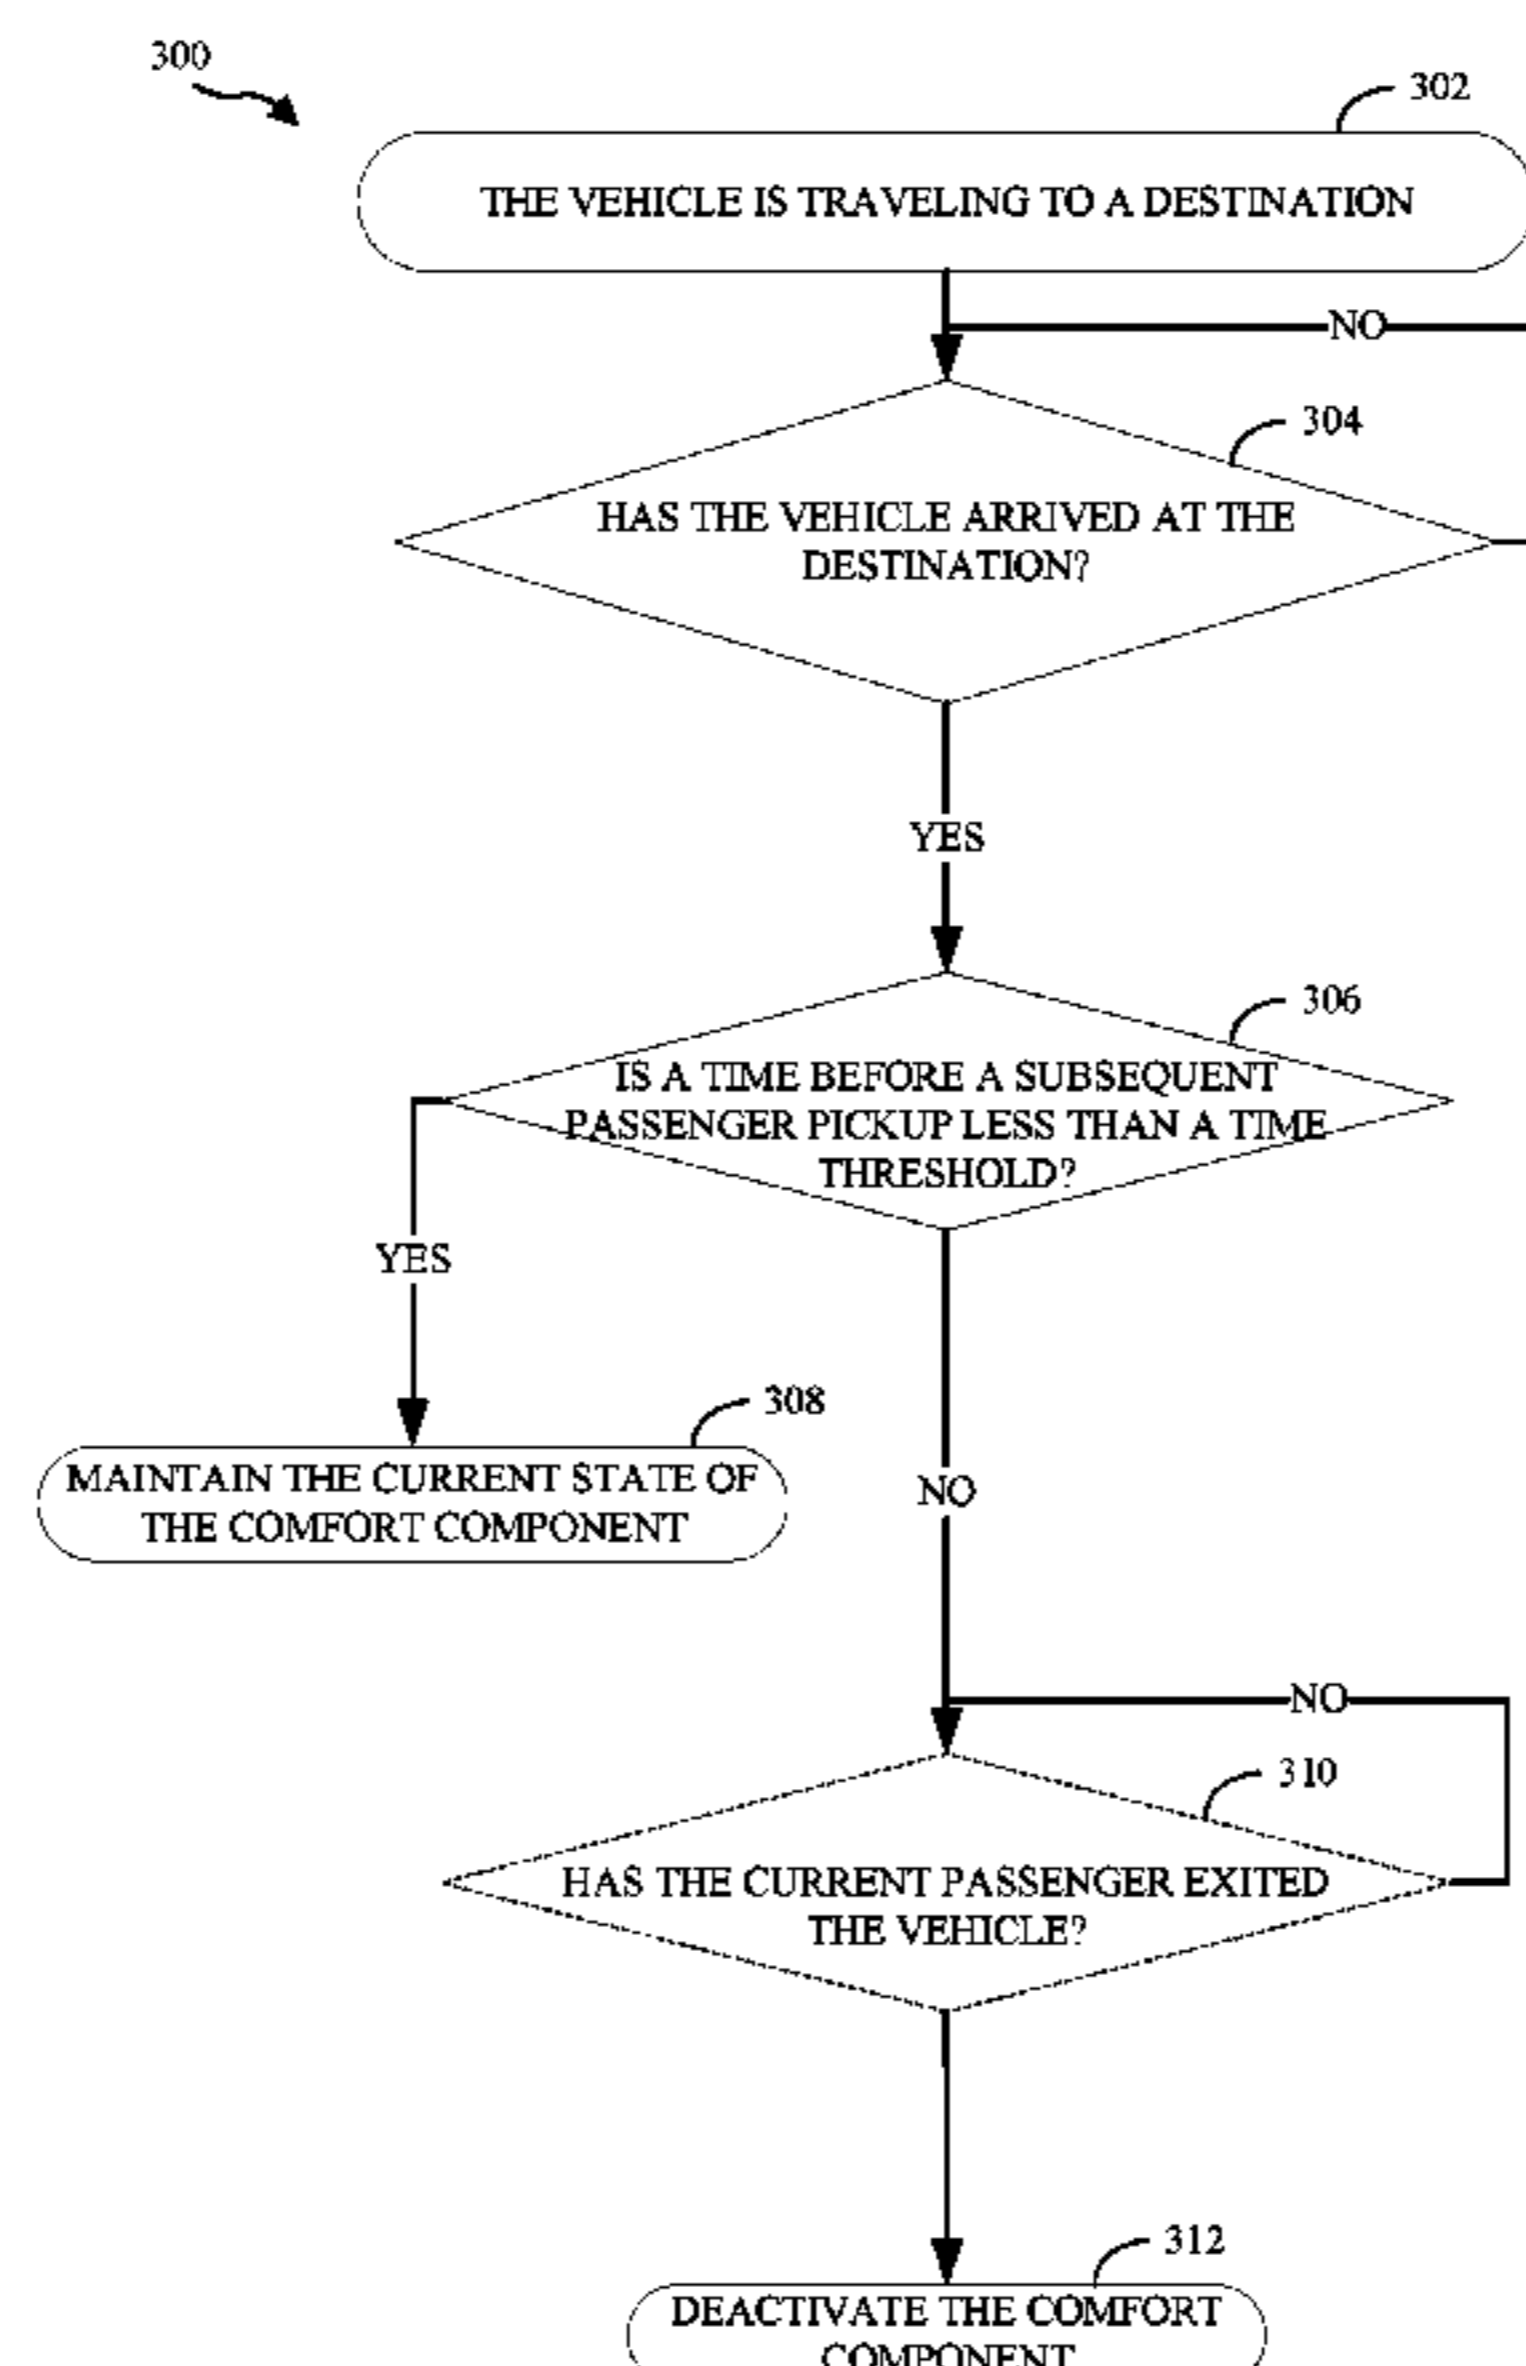 300
302
THE VEHICLE IS TRAVELING TO A DESTINATION
NO
304
HAS THE VEHICLE ARRIVED AT THE
DESTINATION?
YES
306
IS A TIME BEFORE A SUBSEQUENT
PASSENGER PICKUP LESS THAN A TIME
THRESHOLD?
YES
308
MAINTAIN THE CURRENT STATE OF
THE COMFORT COMPONENT
NO
NO
310
HAS THE CURRENT PASSENGER EXITED
THE VEHICLE?
312
DEACTIVATE THE COMFORT
COMPONENT